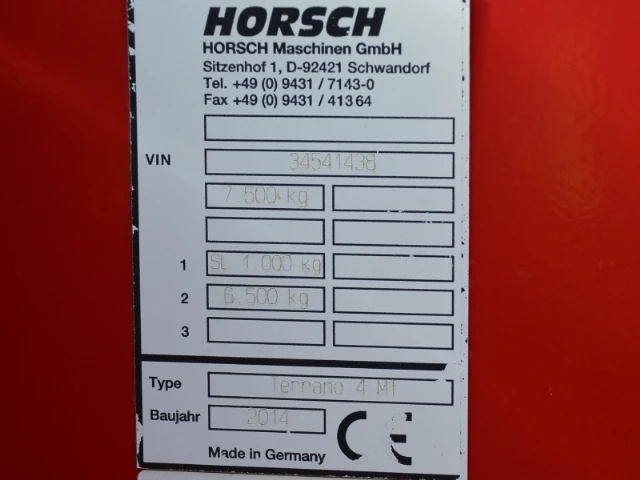 HORSCH
HORSCH Maschinen GmbH
Sitzenhof 1, D-92421 Schwandorf
Tel. +49 (0) 9431 / 7143-0
Fax +49 (0) 9431 / 41364
VIN 34541438
7.500 kg
1 SL 1.000 kg
2 6.500 kg
3
Type Terrano 4 MT
Baujahr 2014
CE
Made in Germany